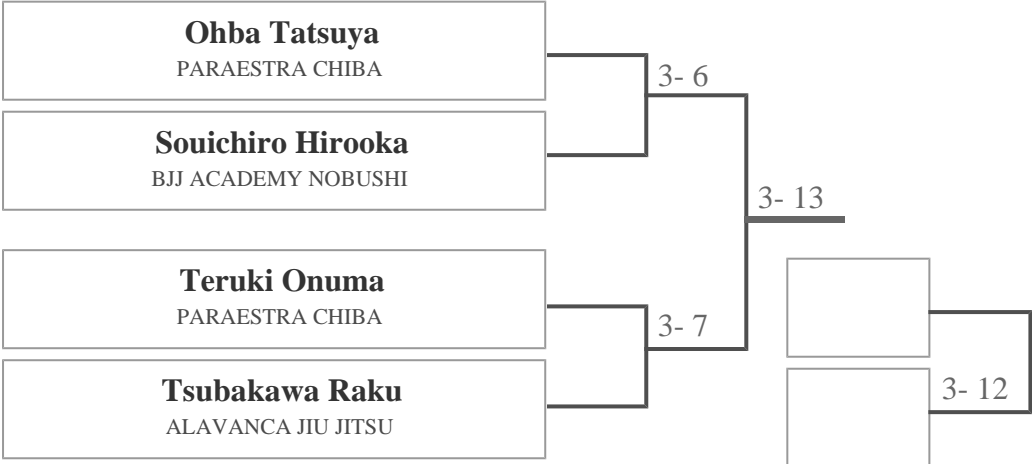 Ohba Tatsuya
PARAESTRA CHIBA
3- 6
Souichiro Hirooka
BJJ ACADEMY NOBUSHI
3- 13
Teruki Onuma
PARAESTRA CHIBA
3- 7
Tsubakawa Raku
ALAVANCA JIU JITSU
3- 12